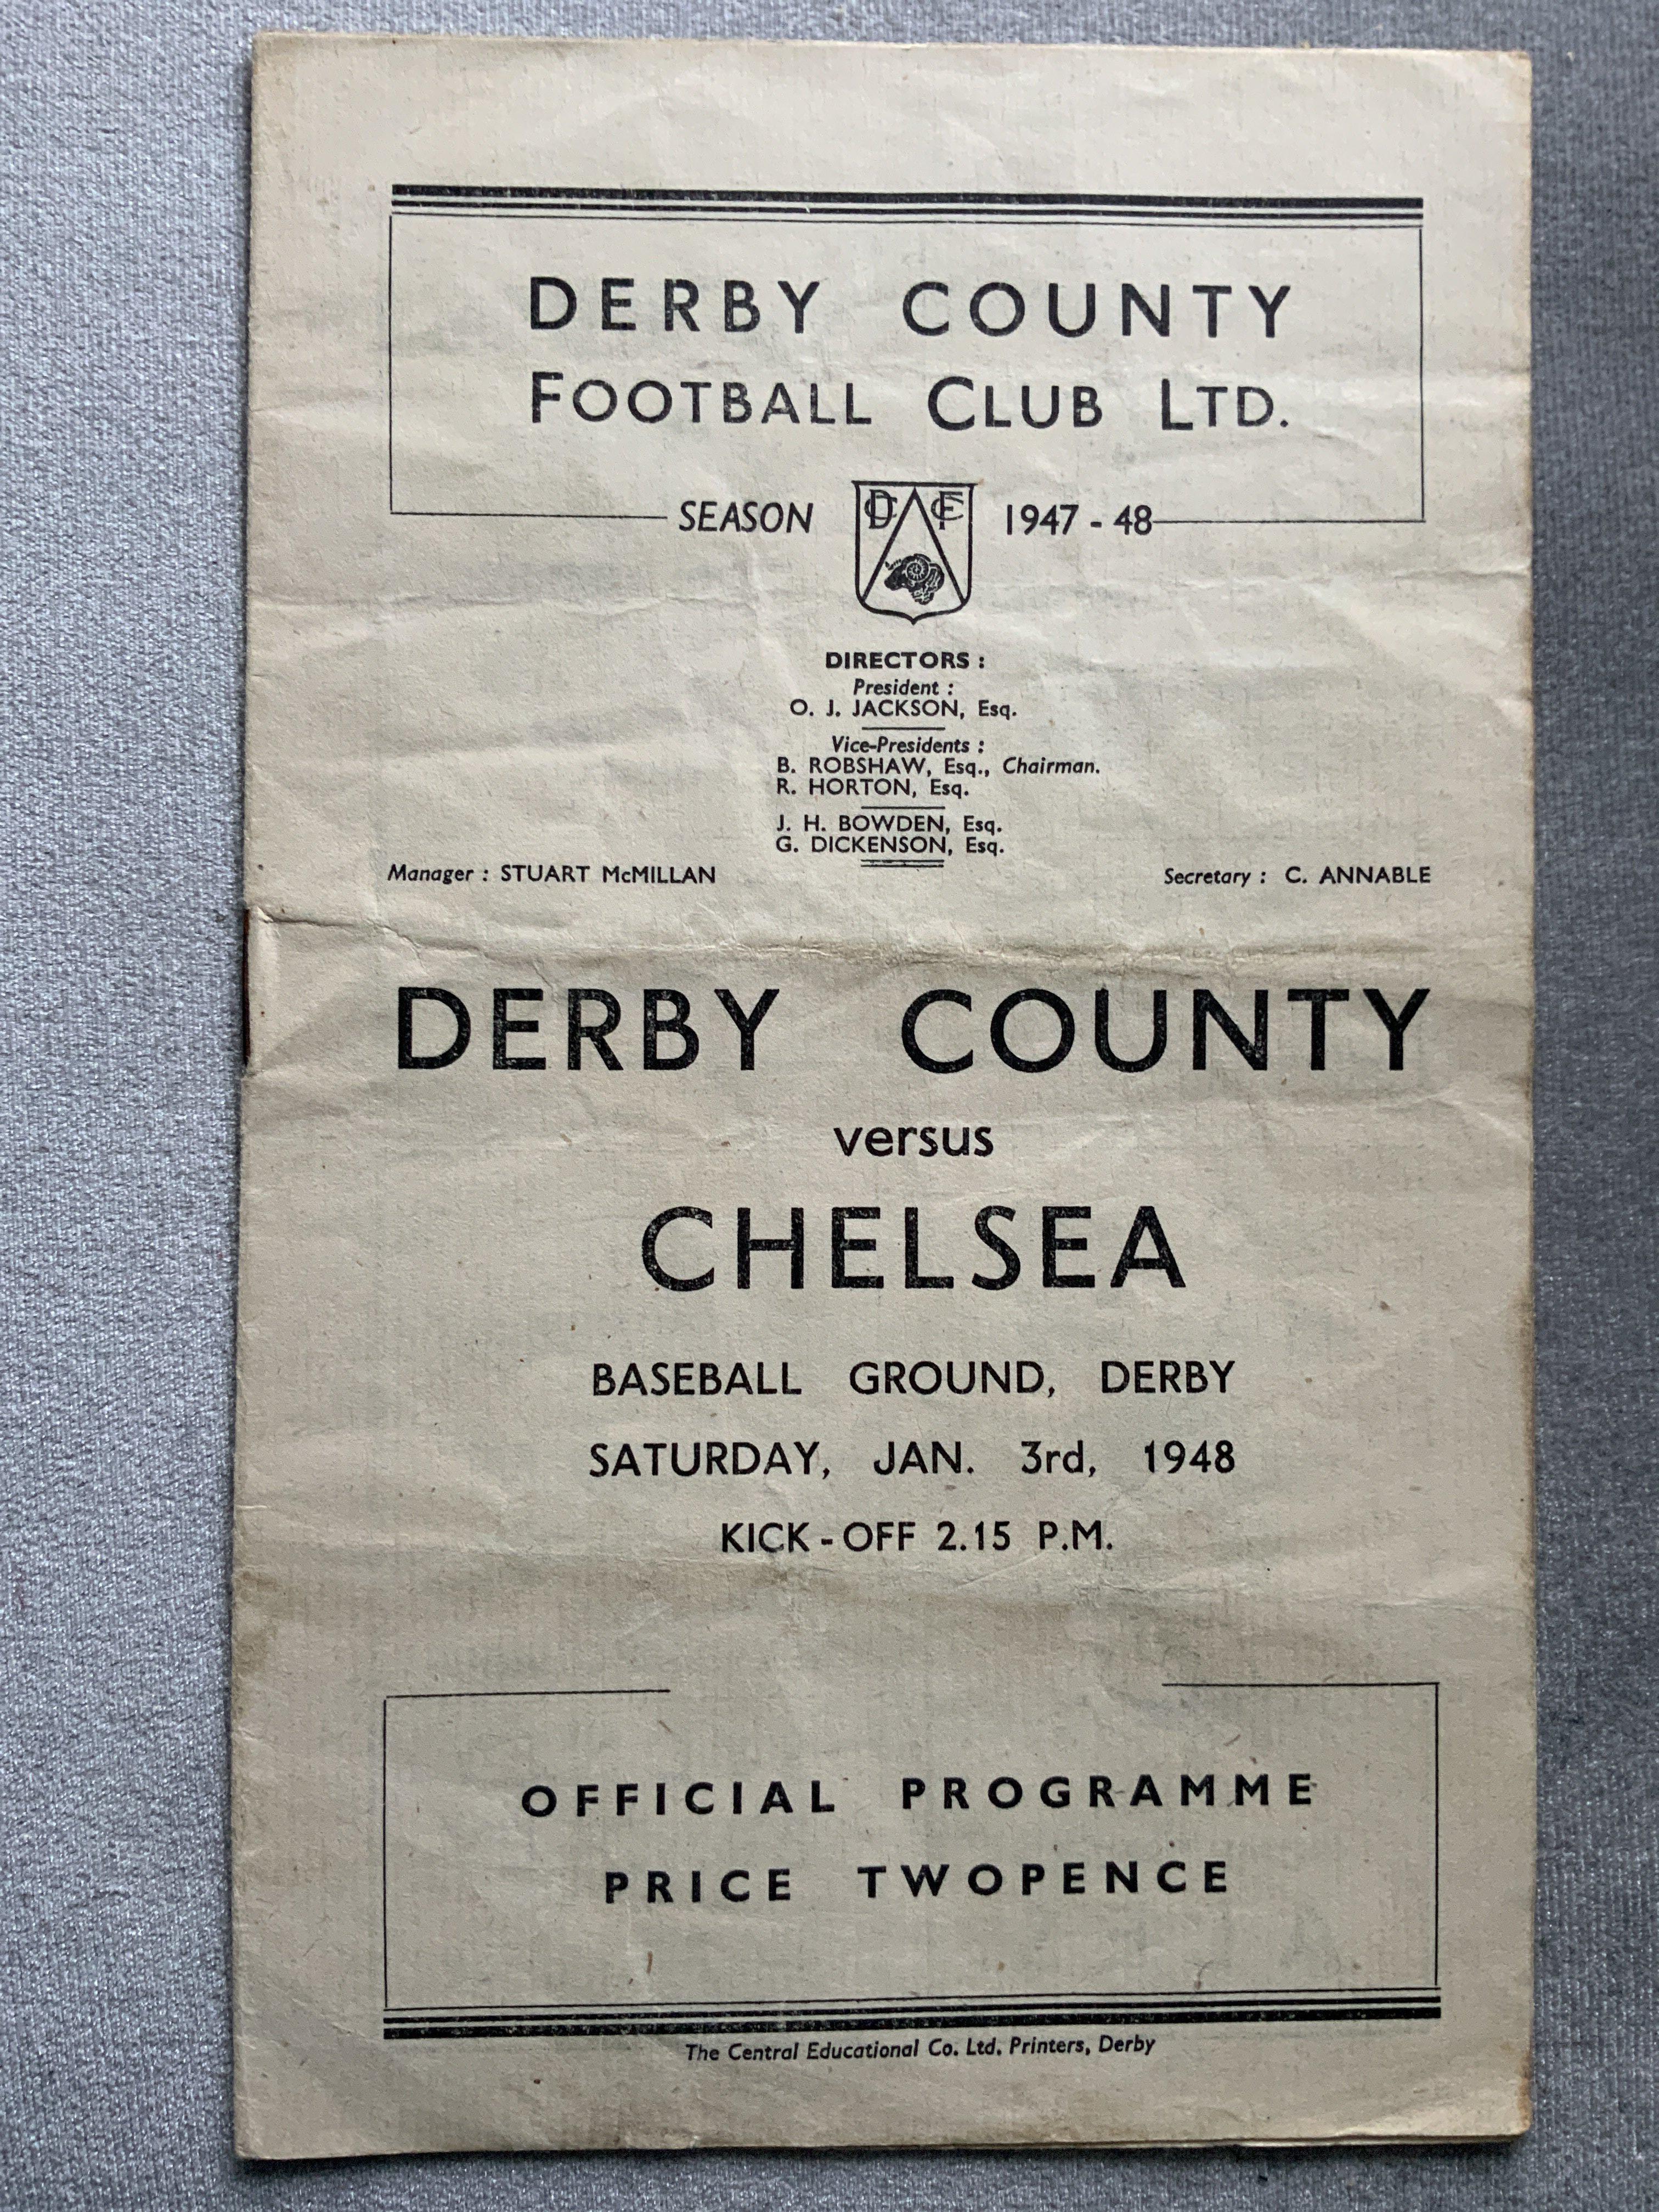 DERBY COUNTY
FOOTBALL CLUB LTD.
SEASON DCFC 1947 - 48
DIRECTORS :
President :
O. J. JACKSON, Esq.
Vice-Presidents :
B. ROBSHAW, Esq., Chairman.
R. HORTON, Esq.
J. H. BOWDEN, Esq.
G. DICKENSON, Esq.
Manager : STUART McMILLAN Secretary : C. ANNABLE
DERBY COUNTY
versus
CHELSEA
BASEBALL GROUND, DERBY
SATURDAY, JAN. 3rd, 1948
KICK - OFF 2.15 P.M.
OFFICIAL PROGRAMME
PRICE TWOPENCE
The Central Educational Co. Ltd. Printers, Derby